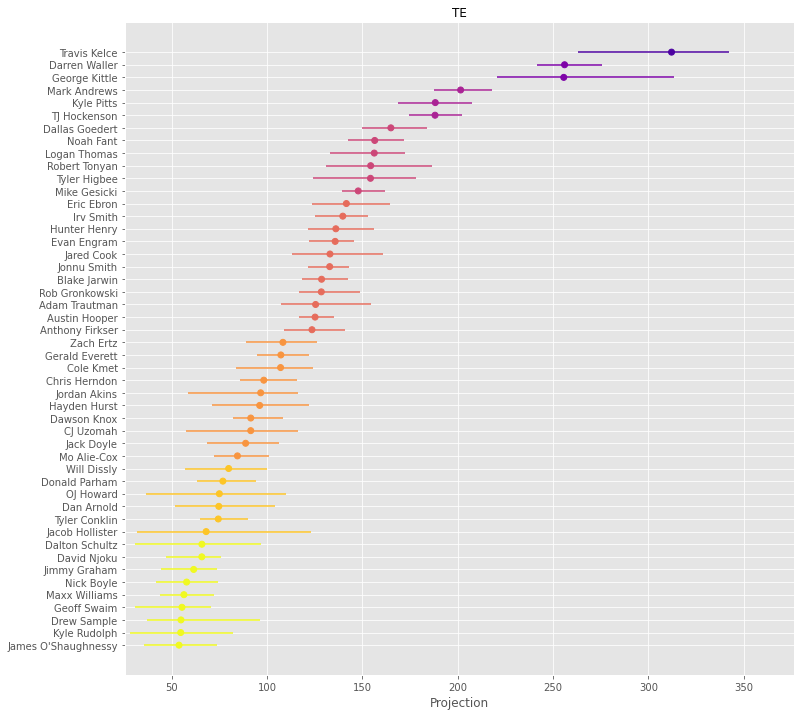 TE
Travis Kelce
Darren Waller
George Kittle
Mark Andrews
Kyle Pitts
TJ Hockenson
Dallas Goedert
Noah Fant
Logan Thomas
Robert Tonyan
Tyler Higbee
Mike Gesicki
Eric Ebron
Irv Smith
Hunter Henry
Evan Engram
Jared Cook
Jonnu Smith
Blake Jarwin
Rob Gronkowski
Adam Trautman
Austin Hooper
Anthony Firkser
Zach Ertz
Gerald Everett
Cole Kmet
Chris Herndon
Jordan Akins
Hayden Hurst
Dawson Knox
CJ Uzomah
Jack Doyle
Mo Alie-Cox
Will Dissly
Donald Parham
OJ Howard
Dan Arnold
Tyler Conklin
Jacob Hollister
Dalton Schultz
David Njoku
Jimmy Graham
Nick Boyle
Maxx Williams
Geoff Swaim
Drew Sample
Kyle Rudolph
James O'Shaughnessy
50 100 150 200 250 300 350
Projection